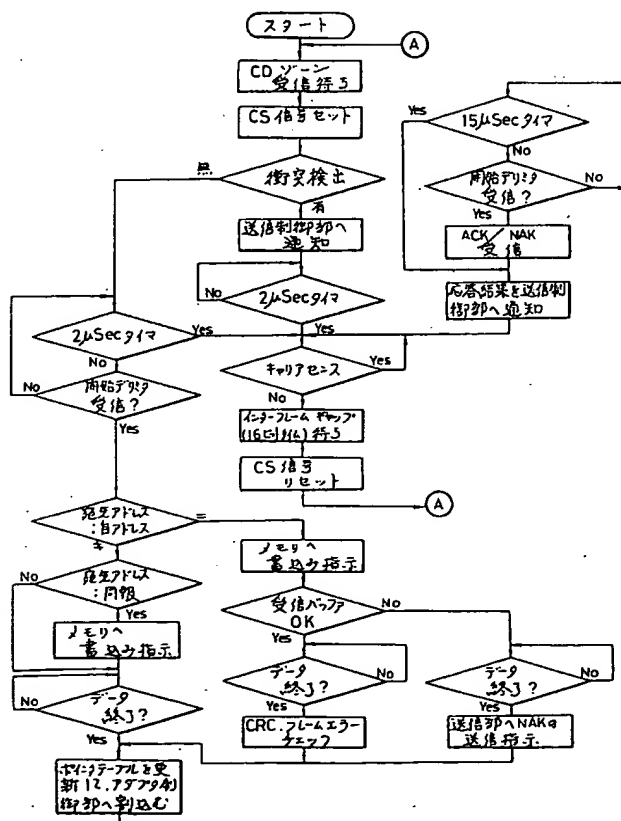 スタート
A
CDゾーン
受信待ち
CS信号セット
衝突検出
無
有
送信制御部へ
通知
No
2μSecタイマ
Yes
15μSecタイマ
Yes
No
開始デリミタ
受信?
No
Yes
ACK/NAK
受信
応答結果を送信制
御部へ通知
2μSecタイマ
Yes
No
開始デリミタ
受信?
No
Yes
キャリアセンス
Yes
No
インターフレームギャップ
(16ビットタイム)待ち
CS信号
リセット
A
宛先アドレス
:自アドレス
=
≠
宛先アドレス
:同報
No
Yes
メモリへ
書込み指示
データ
終了?
No
Yes
メモリへ
書込み指示
受信バッファ
OK
No
Yes
データ
終了?
No
Yes
CRC.フレームエラー
チェック
データ
終了?
No
Yes
送信部へNAKの
送信指示
ポインタテーブルを更
新し、アダプタ制
御部へ割込む